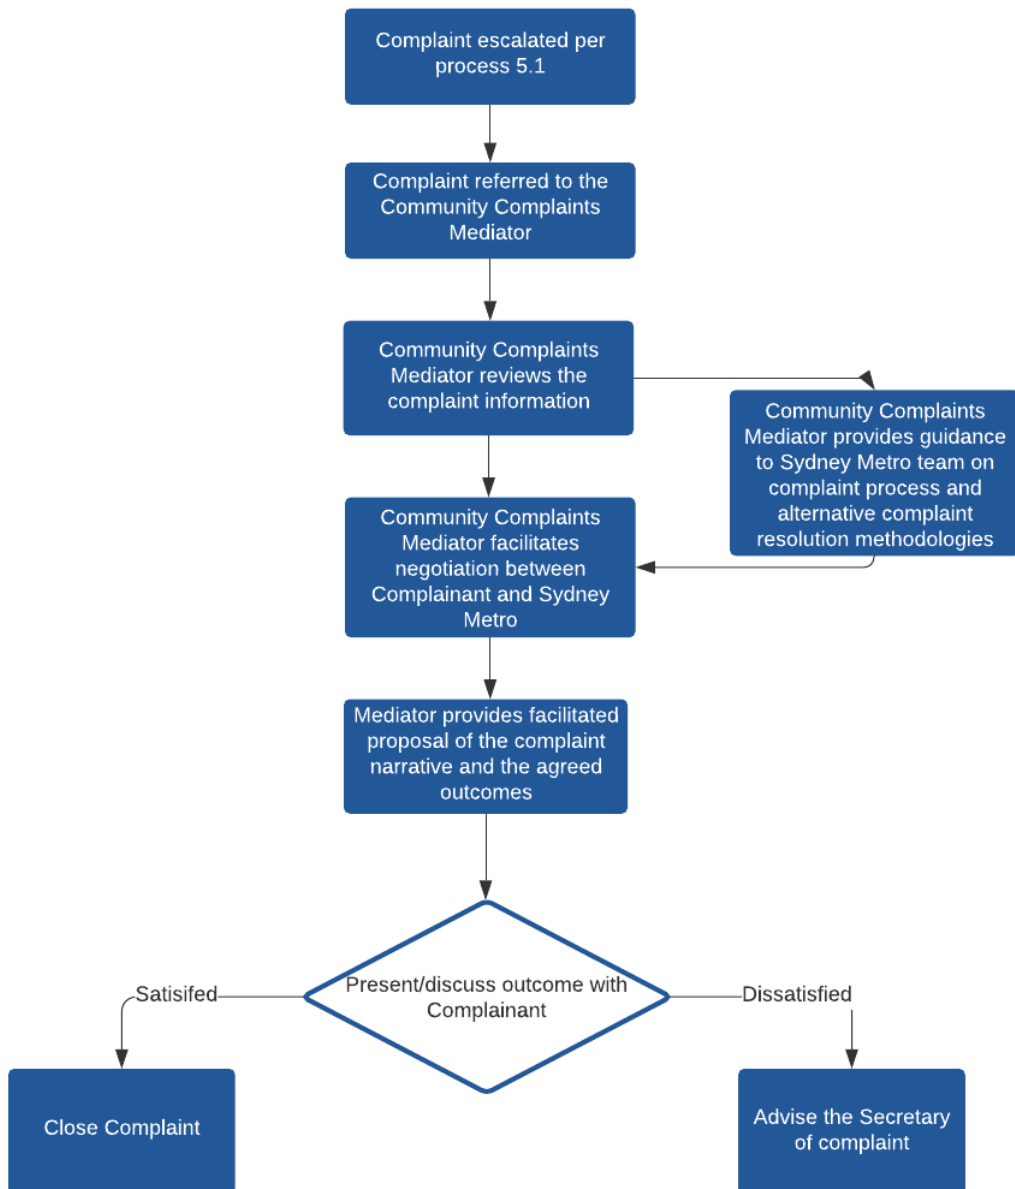 Complaint escalated per
process 5.1
Complaint referred to the
Community Complaints
Mediator
Community Complaints
Mediator reviews the
complaint information
Community Complaints
Mediator provides guidance
to Sydney Metro team on
complaint process and
alternative complaint
resolution methodologies
Community Complaints
Mediator facilitates
negotiation between
Complainant and Sydney
Metro
Mediator provides facilitated
proposal of the complaint
narrative and the agreed
outcomes
Present/discuss outcome with
Complainant
Satisifed
Dissatisfied
Close Complaint
Advise the Secretary
of complaint